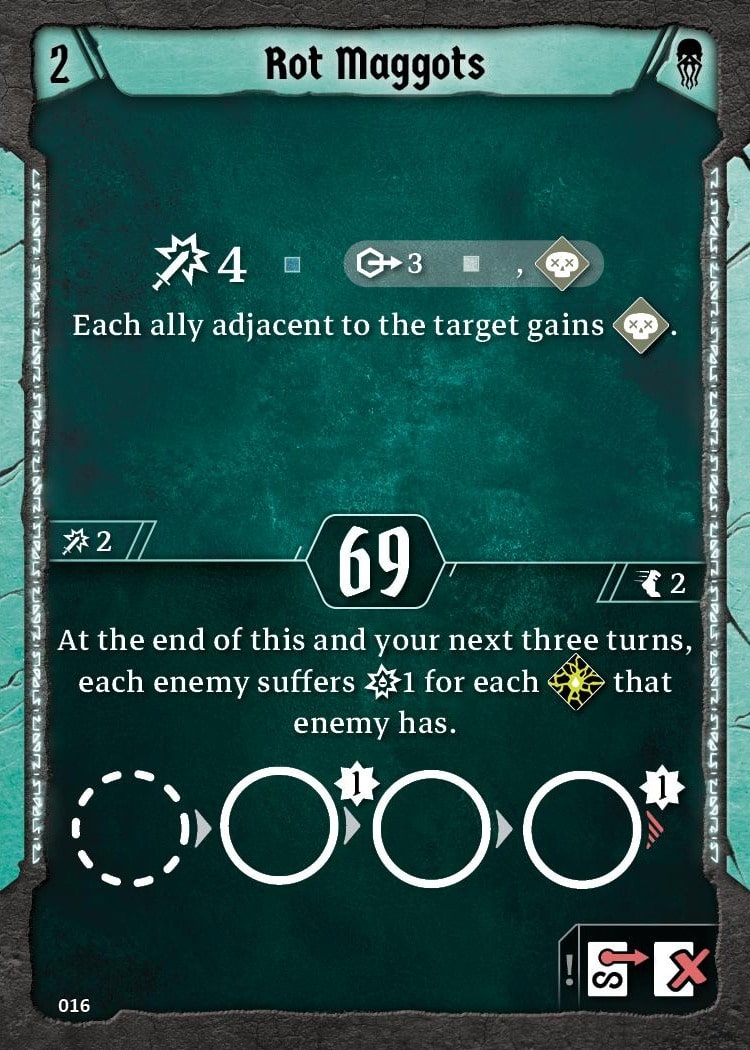 2
Rot Maggots
4 3 ,
Each ally adjacent to the target gains .
2
69
2
At the end of this and your next three turns,
each enemy suffers 1 for each that
enemy has.
1 1
!
016